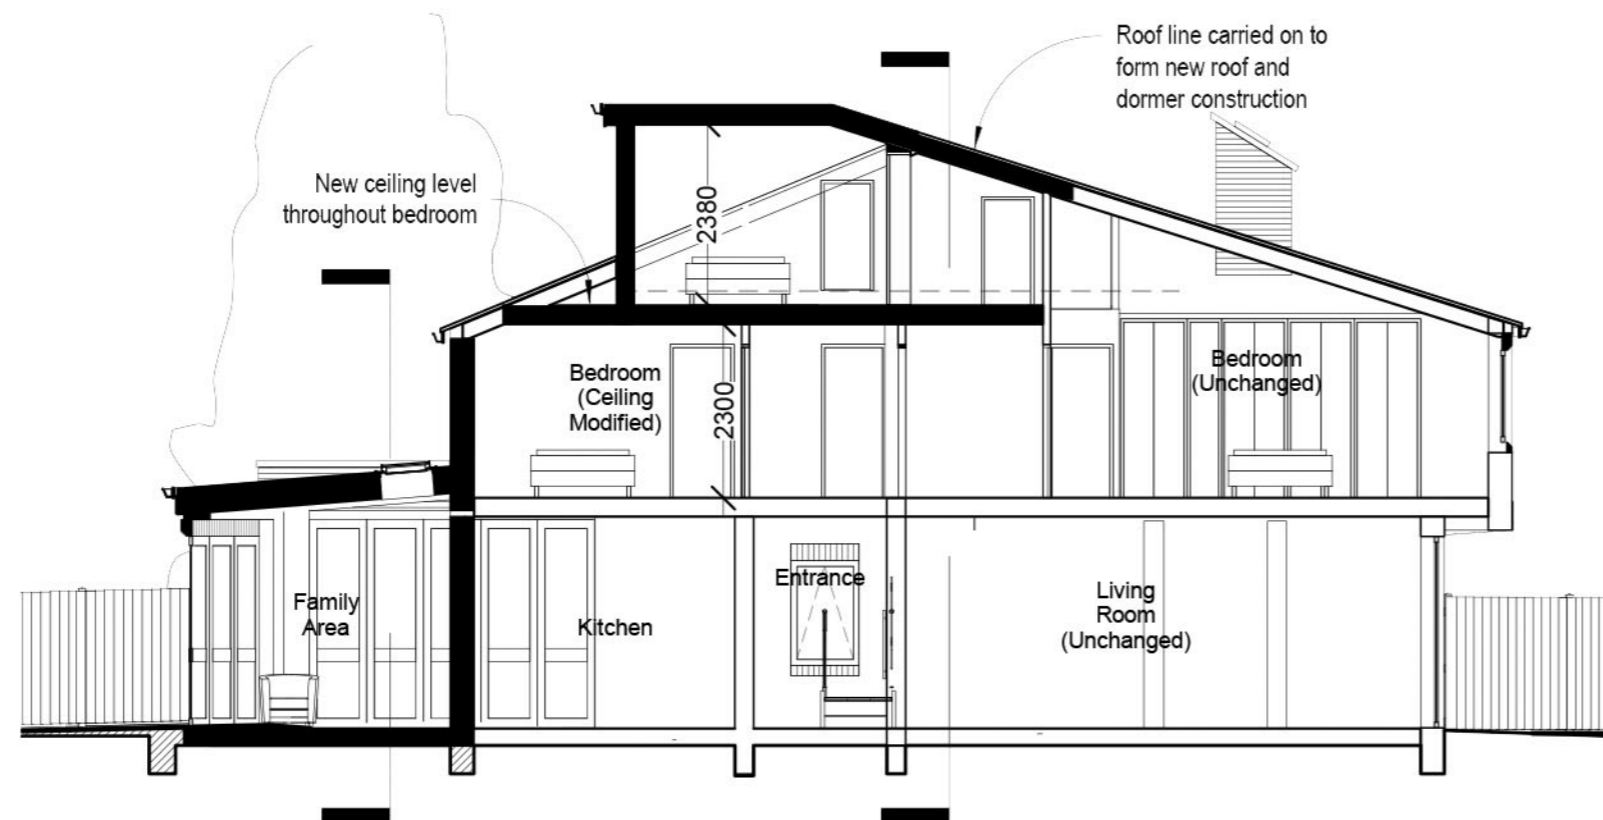 Roof line carried on to
form new roof and
dormer construction
New ceiling level
throughout bedroom
2380
Bedroom
(Ceiling
Modified)
2300
Bedroom
(Unchanged)
Family
Area
Kitchen
Entrance
Living
Room
(Unchanged)